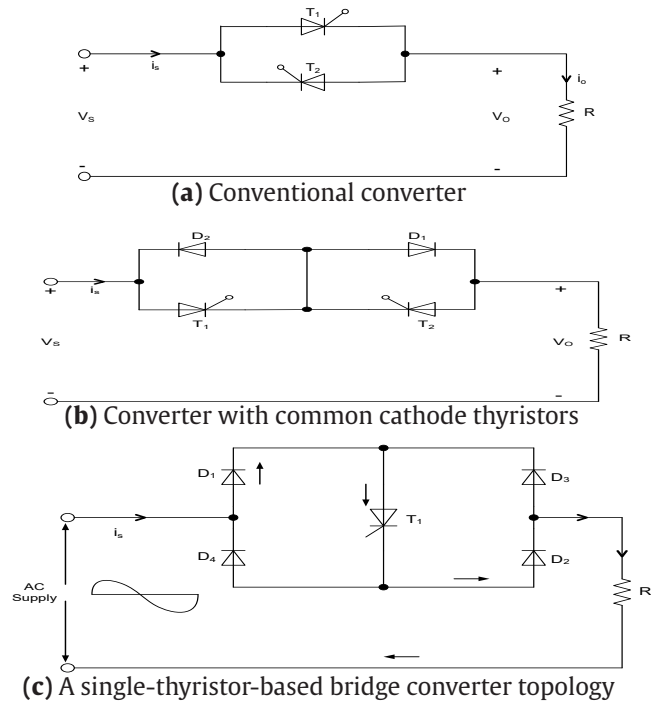 T₁
iₛ
T₂
+
+
iₒ
Vₛ
Vₒ
R
-
-
(a) Conventional converter
D₂
D₁
iₛ
+
+
T₁
T₂
Vₛ
Vₒ
R
-
-
(b) Converter with common cathode thyristors
D₁
D₃
iₛ
T₁
D₄
D₂
AC
Supply
R
(c) A single-thyristor-based bridge converter topology